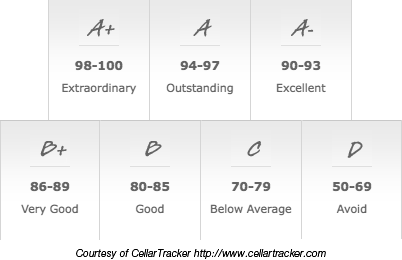 A+ A A-
98-100 94-97 90-93
Extraordinary Outstanding Excellent
B+ B C D
86-89 80-85 70-79 50-69
Very Good Good Below Average Avoid
Courtesy of CellarTracker http://www.cellartracker.com